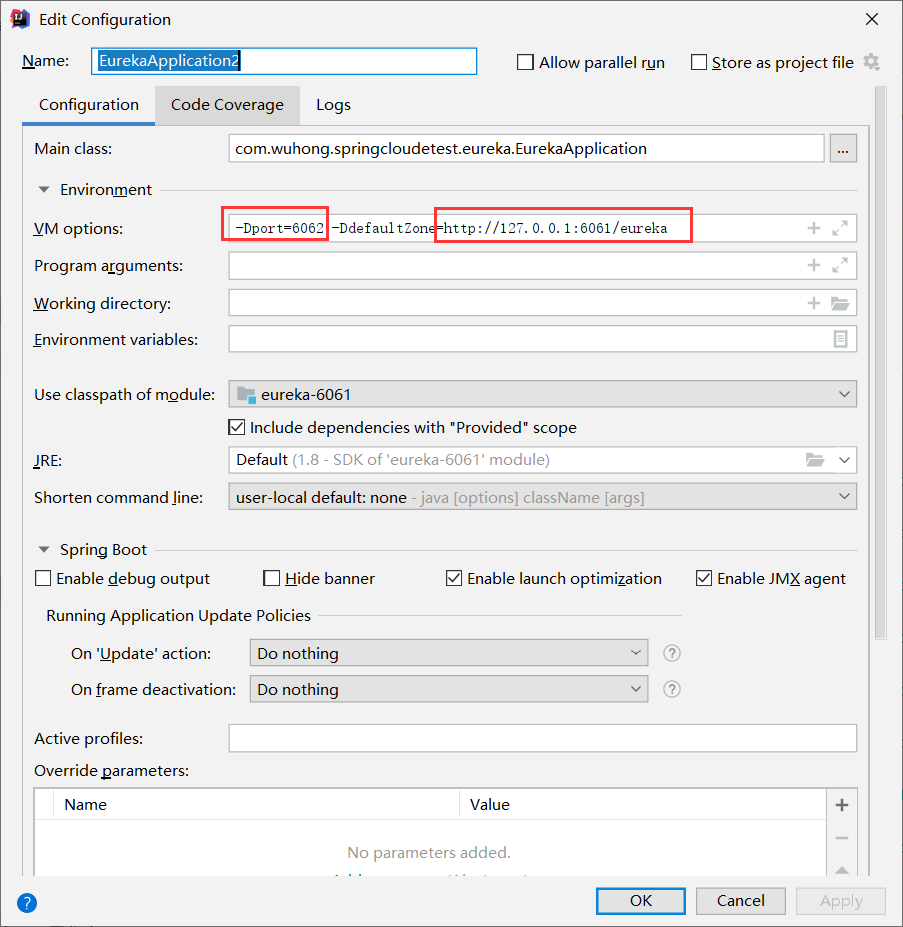 Edit Configuration
Name: EurekaApplication2 Allow parallel run Store as project file
Configuration Code Coverage Logs
Main class: com.wuhong.springcloudetest.eureka.EurekaApplication ...
Environment
VM options: -Dport=6062 -DdefaultZone=http://127.0.0.1:6061/eureka
Program arguments:
Working directory:
Environment variables:
Use classpath of module: eureka-6061
Include dependencies with "Provided" scope
JRE: Default (1.8 - SDK of 'eureka-6061' module)
Shorten command line: user-local default: none - java [options] className [args]
Spring Boot
Enable debug output Hide banner Enable launch optimization Enable JMX agent
Running Application Update Policies
On 'Update' action: Do nothing ?
On frame deactivation: Do nothing ?
Active profiles:
Override parameters:
Name Value
No parameters added.
? OK Cancel Apply